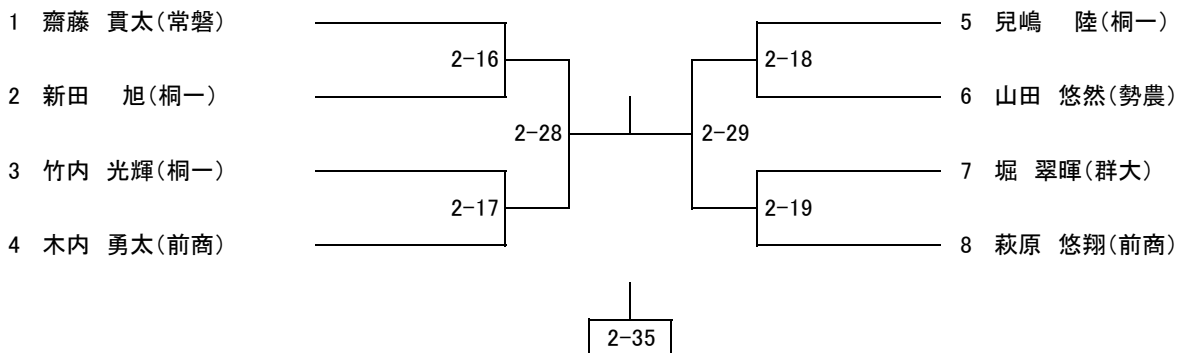 1 齋藤 貫太(常磐)
5 兒嶋 陸(桐一)
2-16
2-18
2 新田 旭(桐一)
6 山田 悠然(勢農)
2-28
2-29
3 竹内 光輝(桐一)
7 堀 翠暉(群大)
2-17
2-19
4 木内 勇太(前商)
8 萩原 悠翔(前商)
2-35